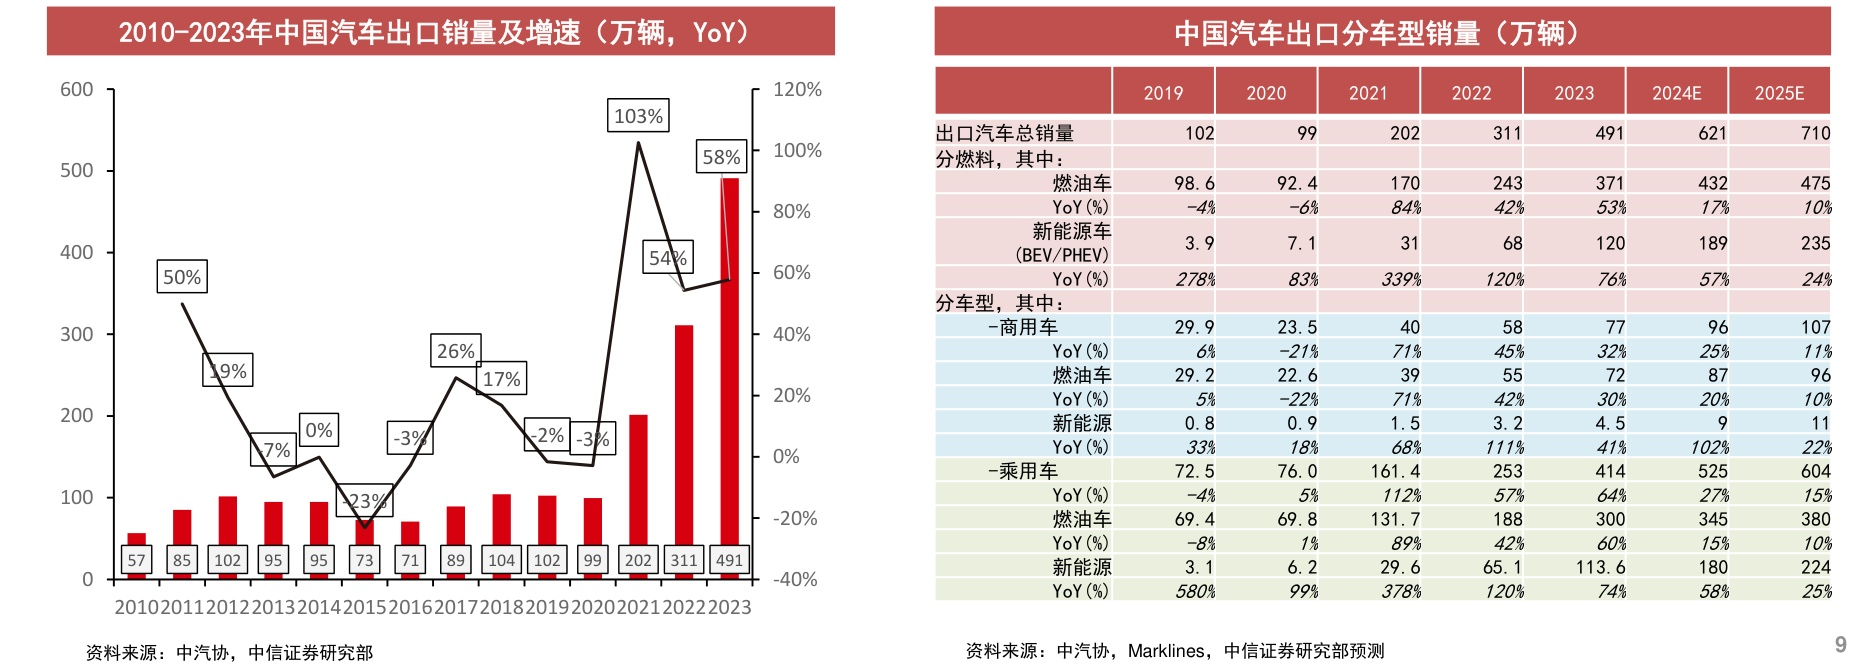 2010-2023年中国汽车出口销量及增速（万辆，YoY）
600
500
400
300
200
100
0
120%
100%
80%
60%
40%
20%
0%
-20%
-40%
50%
19%
-7%
0%
-23%
-3%
26%
17%
-2%
-3%
103%
54%
58%
57 85 102 95 95 73 71 89 104 102 99 202 311 491
2010 2011 2012 2013 2014 2015 2016 2017 2018 2019 2020 2021 2022 2023
资料来源：中汽协，中信证券研究部
中国汽车出口分车型销量（万辆）
2019 2020 2021 2022 2023 2024E 2025E
出口汽车总销量 102 99 202 311 491 621 710
分燃料，其中：
燃油车 98.6 92.4 170 243 371 432 475
YoY(%) -4% -6% 84% 42% 53% 17% 10%
新能源车
(BEV/PHEV) 3.9 7.1 31 68 120 189 235
YoY(%) 278% 83% 339% 120% 76% 57% 24%
分车型，其中：
-商用车 29.9 23.5 40 58 77 96 107
YoY(%) 6% -21% 71% 45% 32% 25% 11%
燃油车 29.2 22.6 39 55 72 87 96
YoY(%) 5% -22% 71% 42% 30% 20% 10%
新能源 0.8 0.9 1.5 3.2 4.5 9 11
YoY(%) 33% 18% 68% 111% 41% 102% 22%
-乘用车 72.5 76.0 161.4 253 414 525 604
YoY(%) -4% 5% 112% 57% 64% 27% 15%
燃油车 69.4 69.8 131.7 188 300 345 380
YoY(%) -8% 1% 89% 42% 60% 15% 10%
新能源 3.1 6.2 29.6 65.1 113.6 180 224
YoY(%) 580% 99% 378% 120% 74% 58% 25%
资料来源：中汽协，Marklines，中信证券研究部预测
9